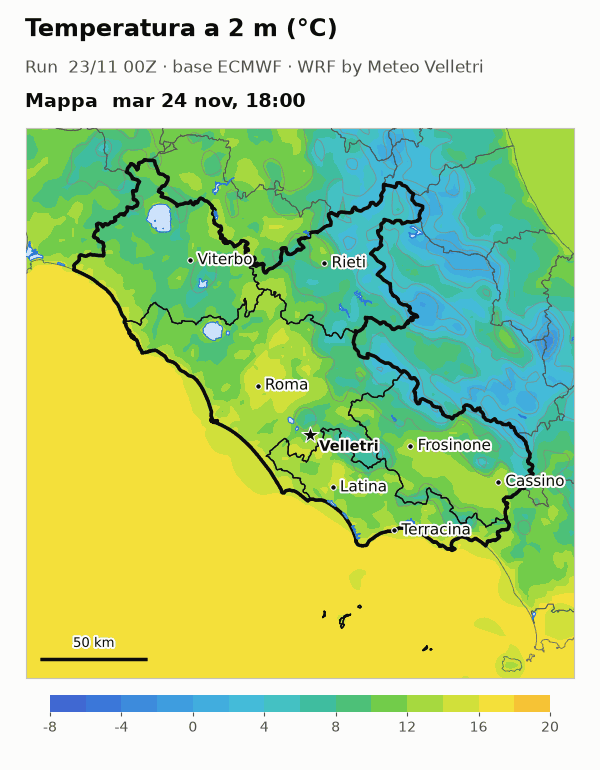 Temperatura a 2 m (°C)
Run  23/11 00Z · base ECMWF · WRF by Meteo Velletri
Mappa  mar 24 nov, 18:00
Viterbo
Rieti
Roma
Velletri
Frosinone
Cassino
Latina
Terracina
50 km
-8 -4 0 4 8 12 16 20